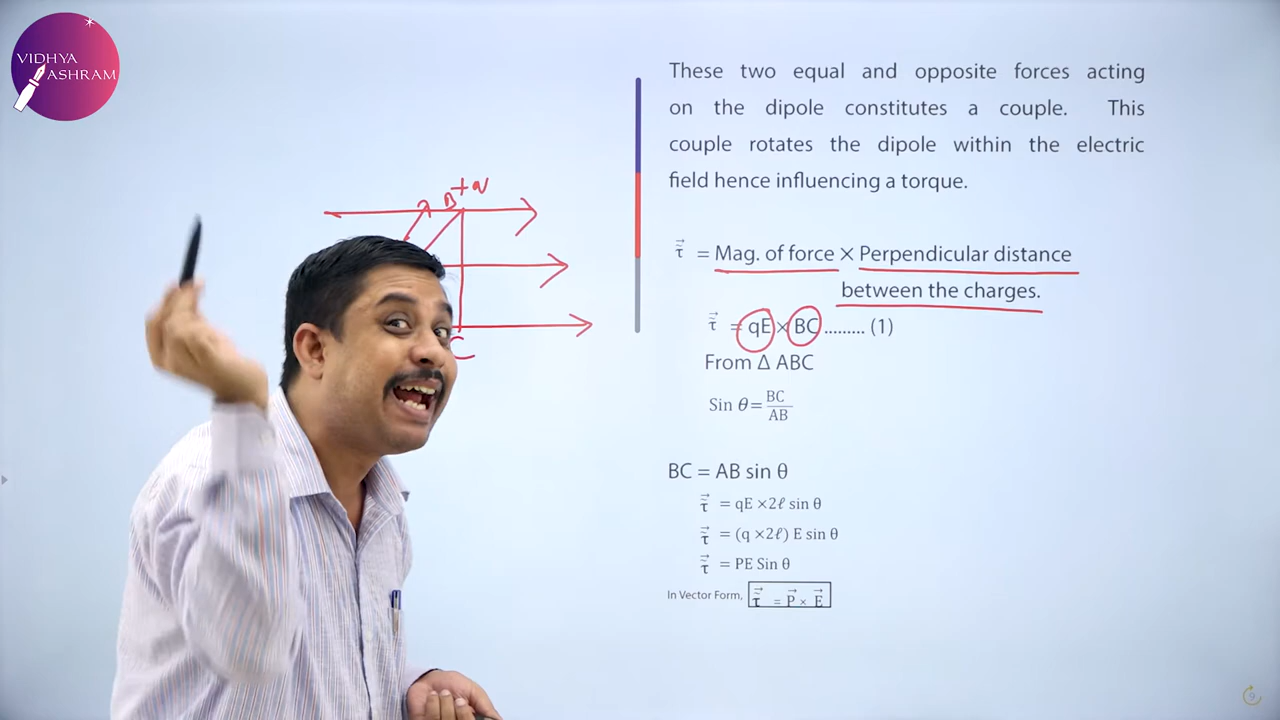 VIDHYA
ASHRAM
These two equal and opposite forces acting
on the dipole constitutes a couple. This
couple rotates the dipole within the electric
field hence influencing a torque.
τ⃗ = Mag. of force × Perpendicular distance
between the charges.
τ⃗ = qE × BC ......... (1)
From Δ ABC
Sin θ = BC/AB
BC = AB sin θ
τ⃗ = qE ×2ℓ sin θ
τ⃗ = (q ×2ℓ) E sin θ
τ⃗ = PE Sin θ
In Vector Form, τ⃗ = P⃗ × E⃗
B +q
C
9